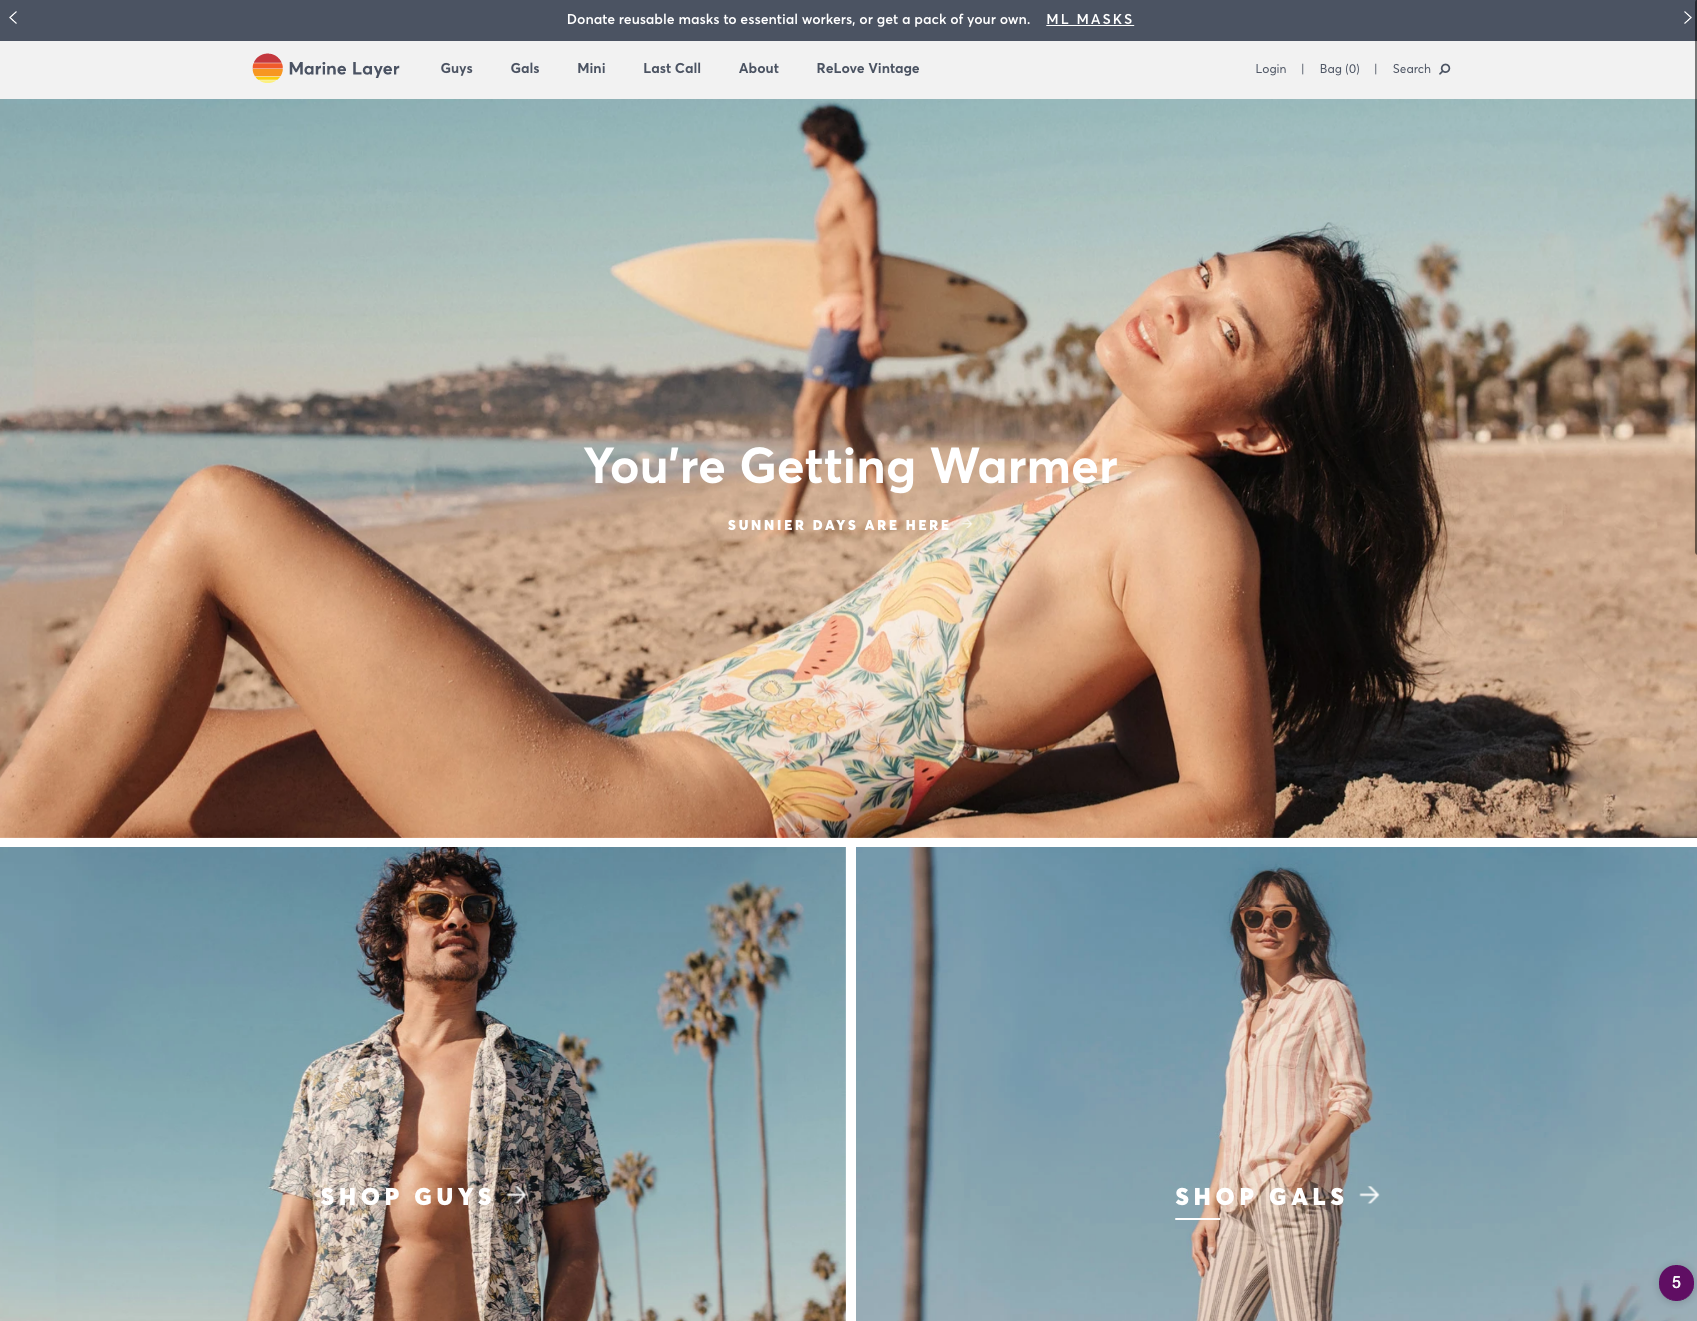 Donate reusable masks to essential workers, or get a pack of your own. ML MASKS
Marine Layer Guys Gals Mini Last Call About ReLove Vintage Login | Bag (0) | Search
You're Getting Warmer
SUNNIER DAYS ARE HERE
SHOP GUYS
SHOP GALS
5